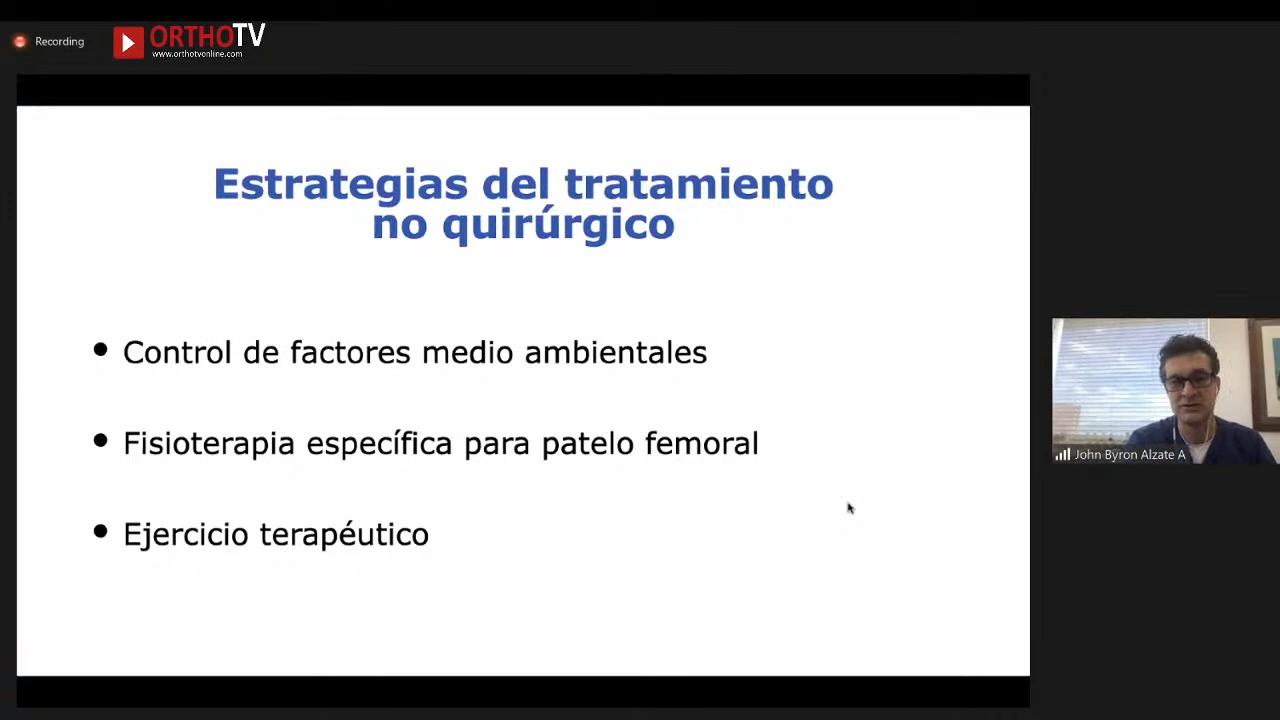 Recording
ORTHOTV
www.orthotvonline.com
Estrategias del tratamiento
no quirúrgico
• Control de factores medio ambientales
• Fisioterapia específica para patelo femoral
• Ejercicio terapéutico
John Byron Alzate A